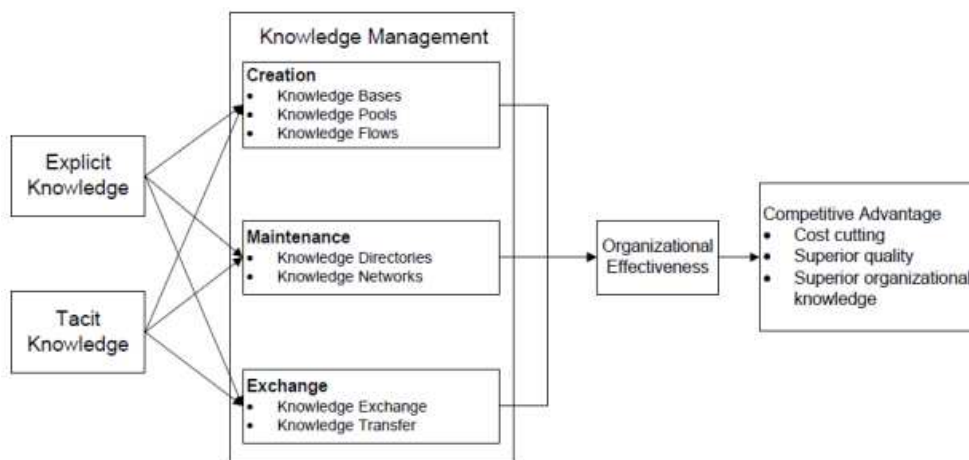 Knowledge Management
Creation
• Knowledge Bases
• Knowledge Pools
• Knowledge Flows
Explicit
Knowledge
Maintenance
• Knowledge Directories
• Knowledge Networks
Tacit
Knowledge
Exchange
• Knowledge Exchange
• Knowledge Transfer
Organizational
Effectiveness
Competitive Advantage
• Cost cutting
• Superior quality
• Superior organizational
knowledge